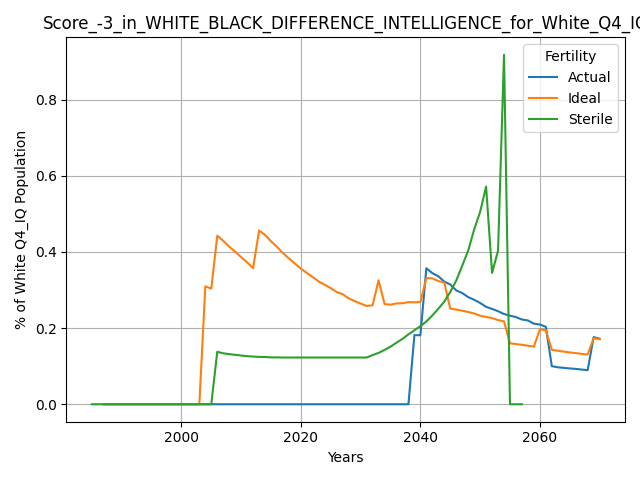 Score_-3_in_WHITE_BLACK_DIFFERENCE_INTELLIGENCE_for_White_Q4_IQ
Fertility
Actual
Ideal
Sterile
% of White Q4_IQ Population
0.8
0.6
0.4
0.2
0.0
2000
2020
2040
2060
Years